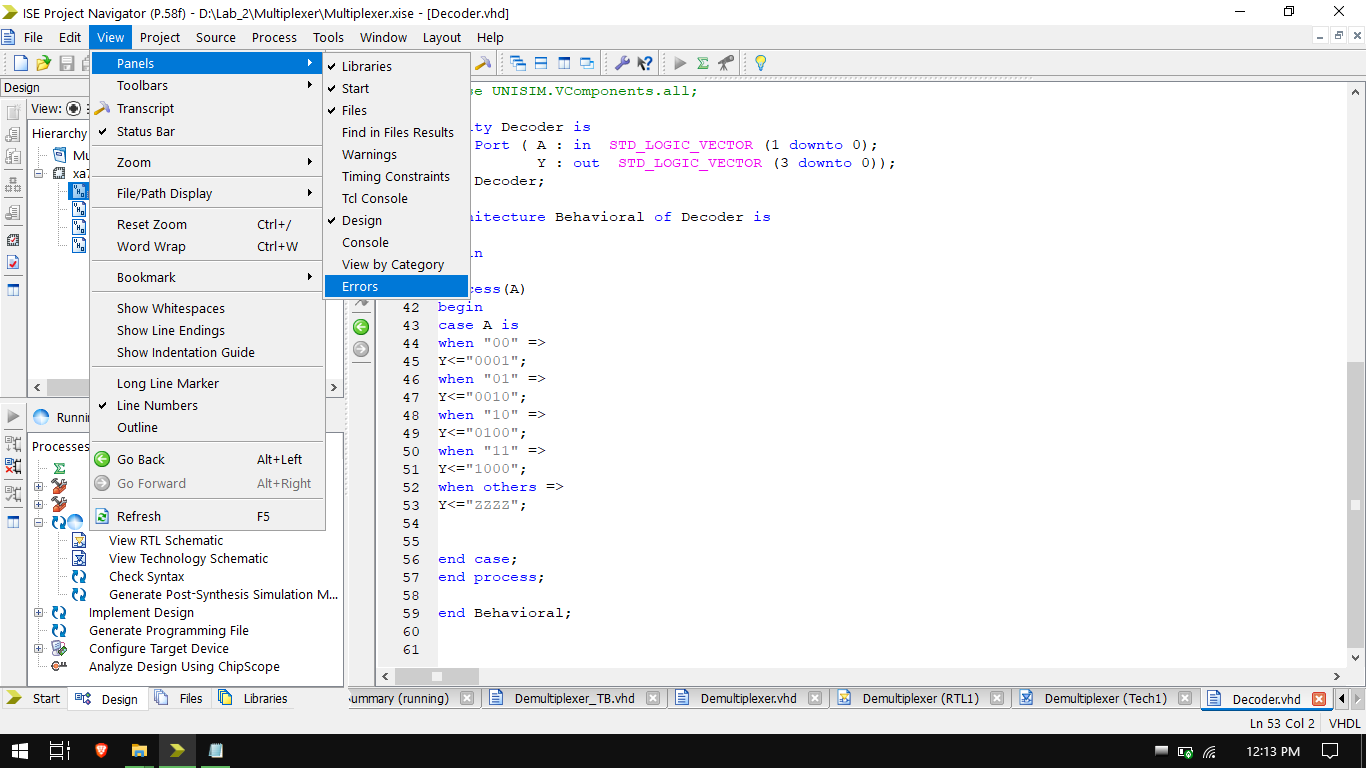 ISE Project Navigator (P.58f) - D:\Lab_2\Multiplexer\Multiplexer.xise - [Decoder.vhd]
File Edit View Project Source Process Tools Window Layout Help
Design
View:
Hierarchy
Mu
xa7
Panels
Toolbars
Transcript
Status Bar
Zoom
File/Path Display
Reset Zoom Ctrl+/
Word Wrap Ctrl+W
Bookmark
Show Whitespaces
Show Line Endings
Show Indentation Guide
Long Line Marker
Line Numbers
Outline
Go Back Alt+Left
Go Forward Alt+Right
Refresh F5
Libraries
Start
Files
Find in Files Results
Warnings
Timing Constraints
Tcl Console
Design
Console
View by Category
Errors
Runni
Processes
View RTL Schematic
View Technology Schematic
Check Syntax
Generate Post-Synthesis Simulation M...
Implement Design
Generate Programming File
Configure Target Device
Analyze Design Using ChipScope
UNISIM.VComponents.all;
ity Decoder is
Port ( A : in STD_LOGIC_VECTOR (1 downto 0);
Y : out STD_LOGIC_VECTOR (3 downto 0));
Decoder;
hitecture Behavioral of Decoder is
in
cess(A)
42 begin
43 case A is
44 when "00" =>
45 Y<="0001";
46 when "01" =>
47 Y<="0010";
48 when "10" =>
49 Y<="0100";
50 when "11" =>
51 Y<="1000";
52 when others =>
53 Y<="ZZZZ";
54
55
56 end case;
57 end process;
58
59 end Behavioral;
60
61
Start Design Files Libraries
ummary (running) Demultiplexer_TB.vhd Demultiplexer.vhd Demultiplexer (RTL1) Demultiplexer (Tech1) Decoder.vhd
Ln 53 Col 2 VHDL
12:13 PM